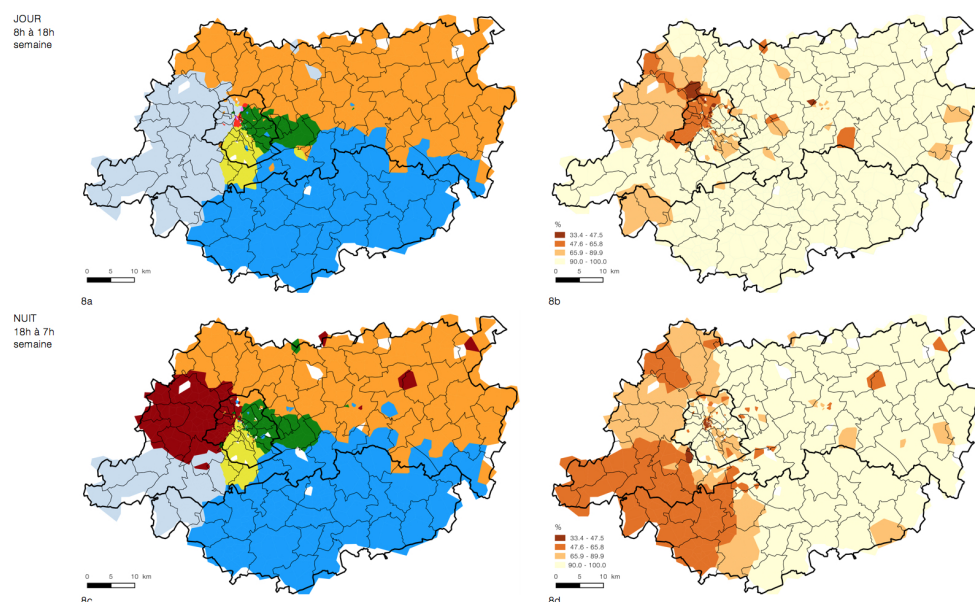 JOUR
8h à 18h
semaine
0 5 10 km
8a
%
33.4 - 47.5
47.6 - 65.8
65.9 - 89.9
90.0 - 100.0
0 5 10 km
8b
NUIT
18h à 7h
semaine
0 5 10 km
8c
%
33.4 - 47.5
47.6 - 65.8
65.9 - 89.9
90.0 - 100.0
0 5 10 km
8d